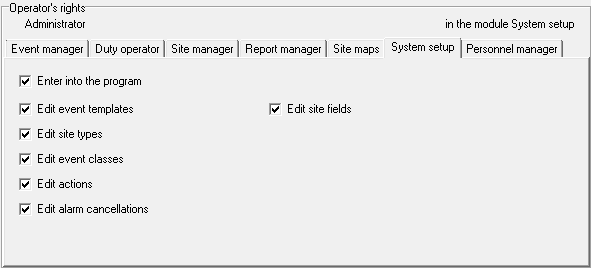 Operator's rights
Administrator in the module System setup
Event manager Duty operator Site manager Report manager Site maps System setup Personnel manager
Enter into the program
Edit event templates Edit site fields
Edit site types
Edit event classes
Edit actions
Edit alarm cancellations